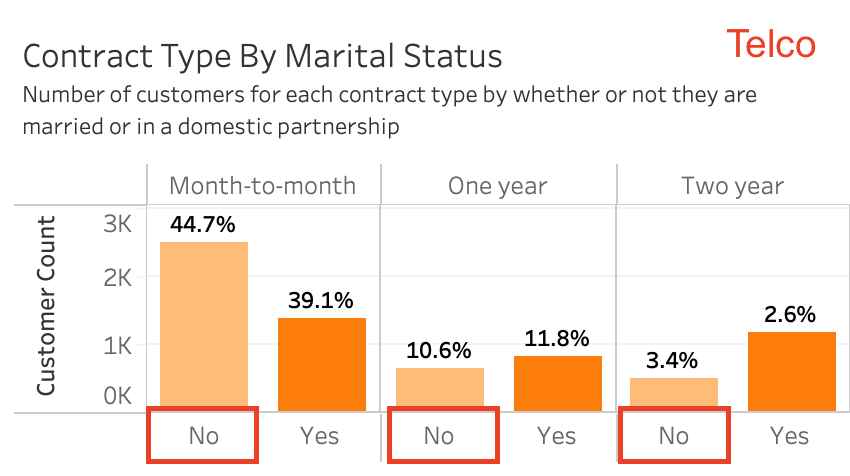 Telco
Contract Type By Marital Status
Number of customers for each contract type by whether or not they are
married or in a domestic partnership
Month-to-month One year Two year
Customer Count
3K
2K
1K
0K
44.7%
39.1%
10.6%
11.8%
3.4%
2.6%
No Yes No Yes No Yes